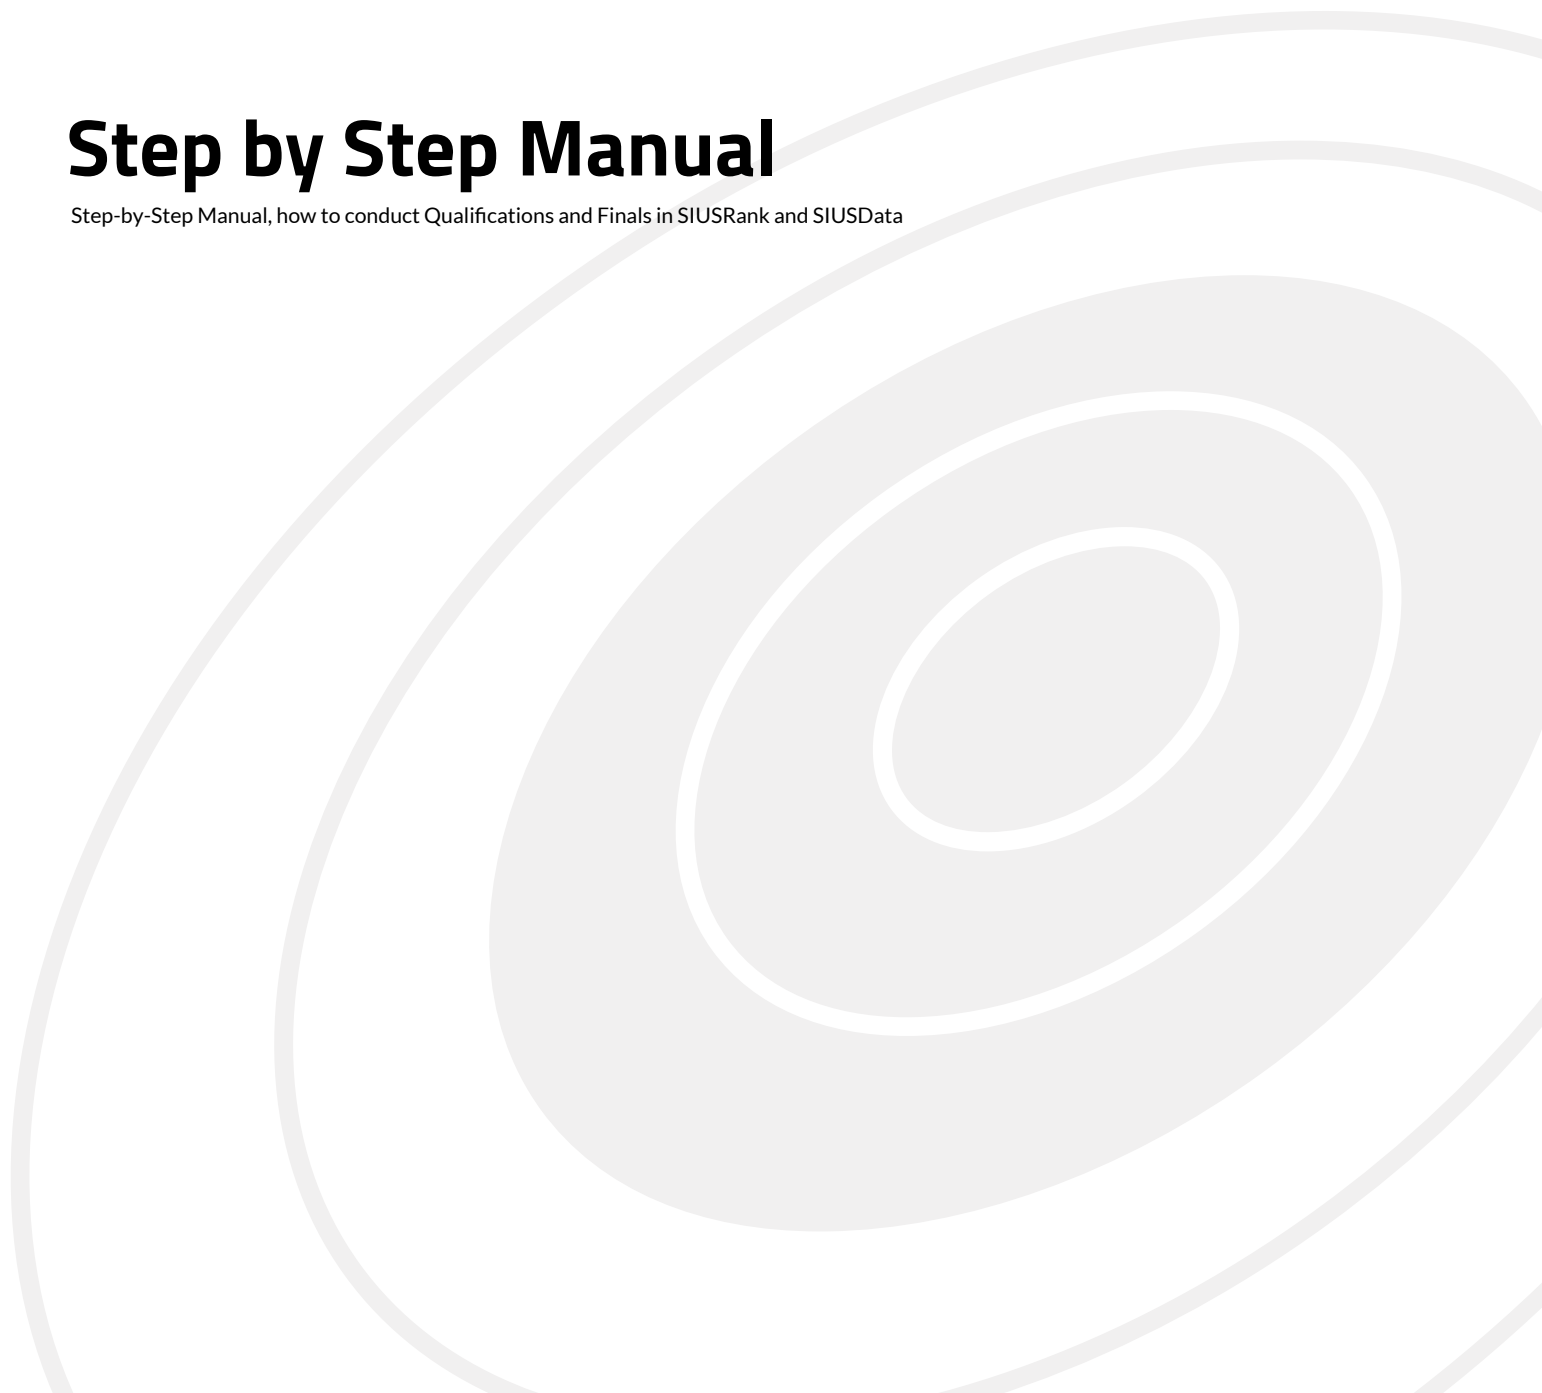 Step by Step Manual
Step-by-Step Manual, how to conduct Qualifications and Finals in SIUSRank and SIUSData